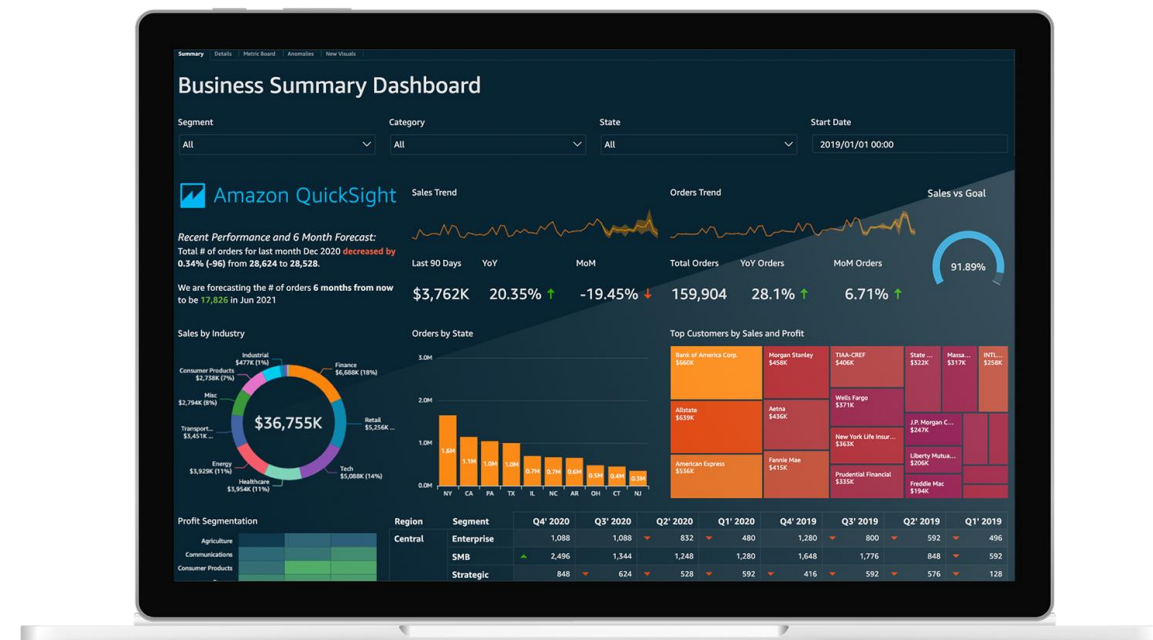 Summary Details Metric Board Anomalies New Visuals
Business Summary Dashboard
Segment Category State Start Date
All All All 2019/01/01 00:00
Amazon QuickSight
Recent Performance and 6 Month Forecast:
Total # of orders for last month Dec 2020 decreased by
0.34% (-96) from 28,624 to 28,528.
We are forecasting the # of orders 6 months from now
to be 17,826 in Jun 2021
Sales Trend
Last 90 Days YoY MoM
$3,762K 20.35% -19.45%
Orders Trend
Total Orders YoY Orders MoM Orders
159,904 28.1% 6.71%
Sales vs Goal
91.89%
Sales by Industry
Industrial
$477K (1%)
Finance
$6,688K (18%)
Consumer Products
$2,738K (7%)
Misc
$2,794K (8%)
Retail
$5,256K ...
$36,755K
Transport...
$3,451K ...
Energy
$3,929K (11%)
Tech
$5,088K (14%)
Healthcare
$3,954K (11%)
Orders by State
3.0M
2.0M
1.0M
0.0M
1.6M 1.1M 1.0M 1.0M 0.7M 0.7M 0.6M 0.5M 0.4M 0.3M
NY CA PA TX IL NC AR OH CT NJ
Top Customers by Sales and Profit
Bank of America Corp.
$660K
Allstate
$639K
American Express
$536K
Morgan Stanley
$458K
Aetna
$436K
Fannie Mae
$415K
TIAA-CREF
$406K
Wells Fargo
$371K
New York Life Insur...
$363K
Prudential Financial
$335K
State ...
$322K
Massa...
$317K
INTL...
$258K
J.P. Morgan C...
$247K
Liberty Mutua...
$206K
Freddie Mac
$194K
Profit Segmentation
Agriculture
Communications
Consumer Products
Region Segment Q4' 2020 Q3' 2020 Q2' 2020 Q1' 2020 Q4' 2019 Q3' 2019 Q2' 2019 Q1' 2019
Central Enterprise 1,088 1,088 832 480 1,280 800 592 496
SMB 2,496 1,344 1,248 1,280 1,648 1,776 848 592
Strategic 848 624 528 592 416 592 576 128